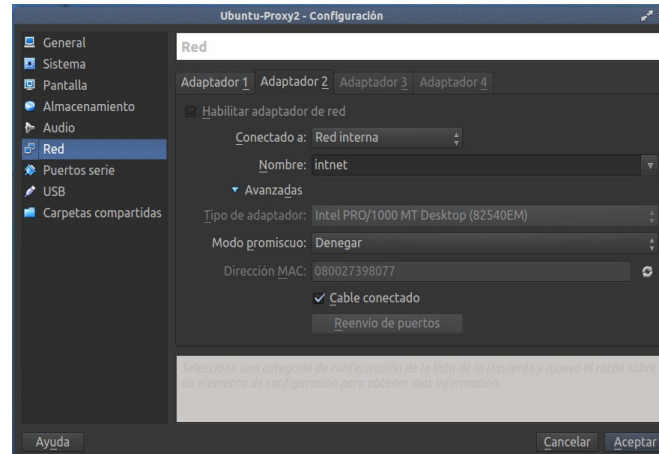 Ubuntu-Proxy2 - Configuración
General
Sistema
Pantalla
Almacenamiento
Audio
Red
Puertos serie
USB
Carpetas compartidas
Red
Adaptador 1 Adaptador 2 Adaptador 3 Adaptador 4
Habilitar adaptador de red
Conectado a: Red interna
Nombre: intnet
Avanzadas
Tipo de adaptador: Intel PRO/1000 MT Desktop (82540EM)
Modo promiscuo: Denegar
Dirección MAC: 080027398077
Cable conectado
Reenvío de puertos
Seleccione una categoría de configuración de la lista de la izquierda y mueva el ratón sobre
un elemento de configuración para obtener más información.
Ayuda Cancelar Aceptar